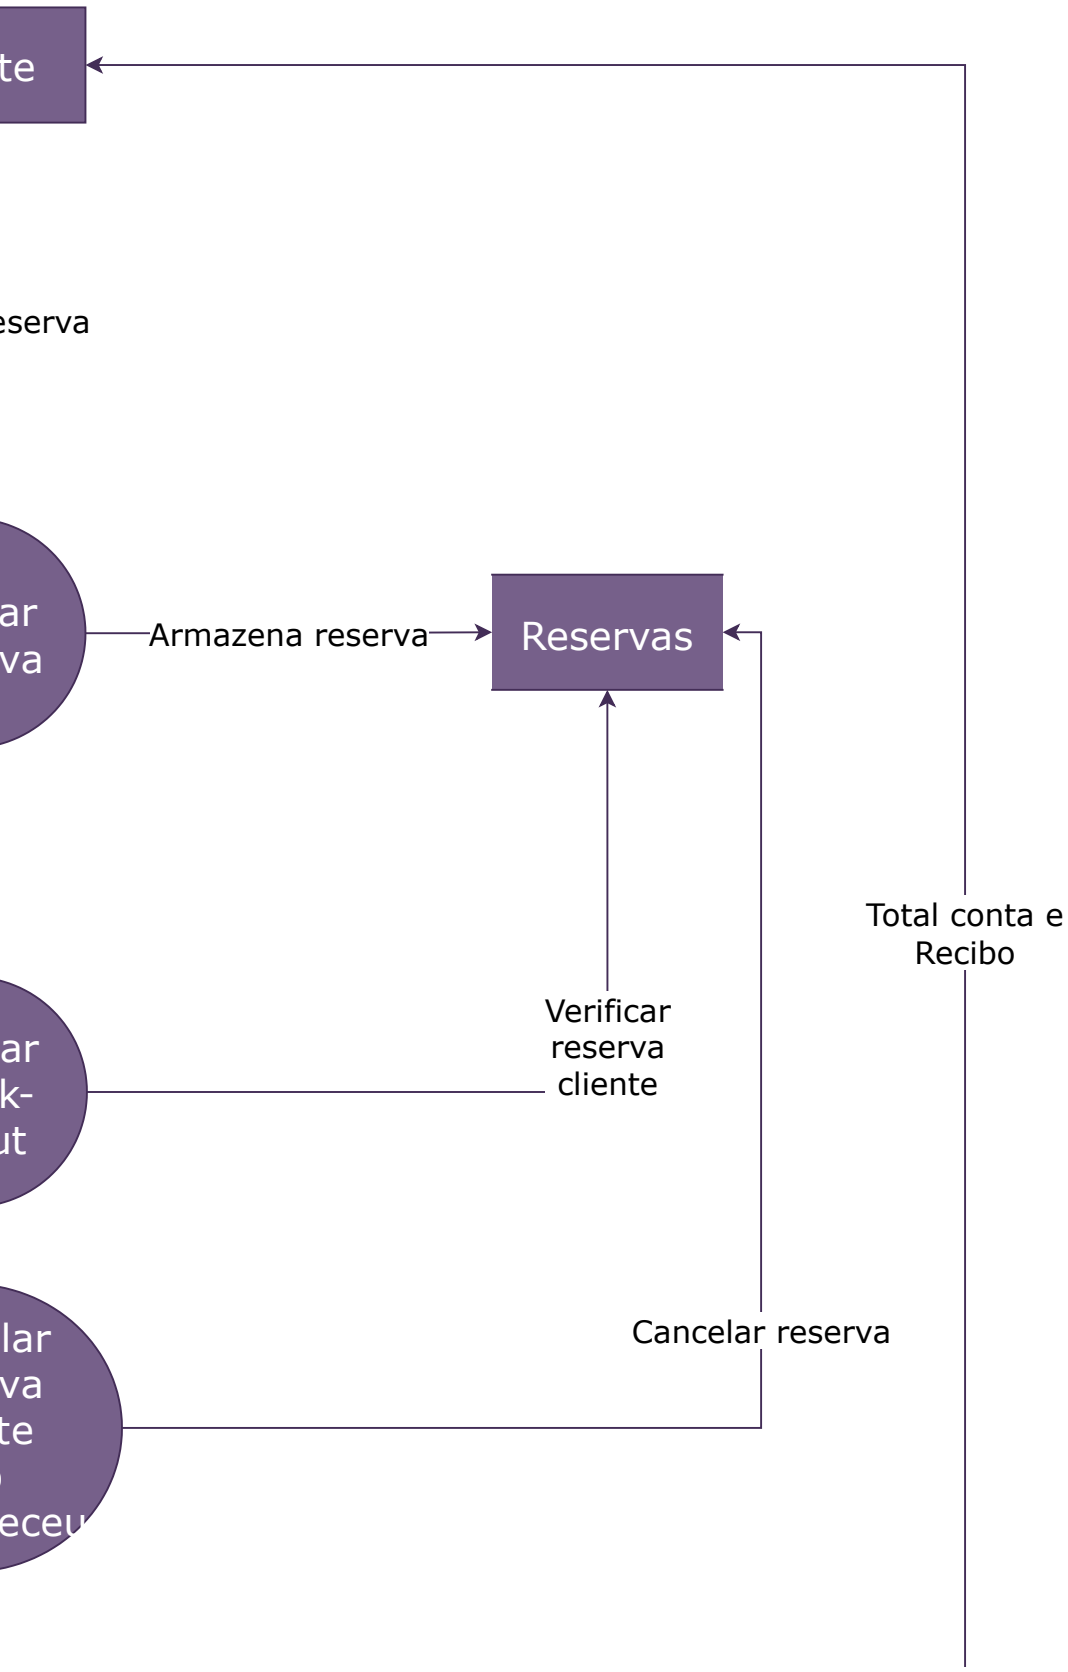 te
eserva
ar
va
Armazena reserva
Reservas
Total conta e
Recibo
Verificar
reserva
cliente
ar
k-
ut
Cancelar reserva
lar
va
te
o
eceu